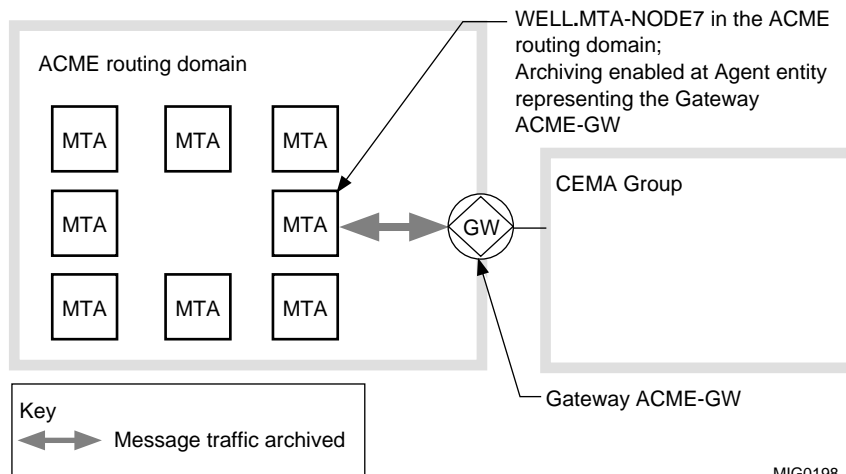 WELL.MTA-NODE7 in the ACME
routing domain;
Archiving enabled at Agent entity
representing the Gateway
ACME-GW
ACME routing domain
MTA MTA MTA
CEMA Group
MTA MTA GW
MTA MTA MTA
Gateway ACME-GW
Key
Message traffic archived
MIG0198